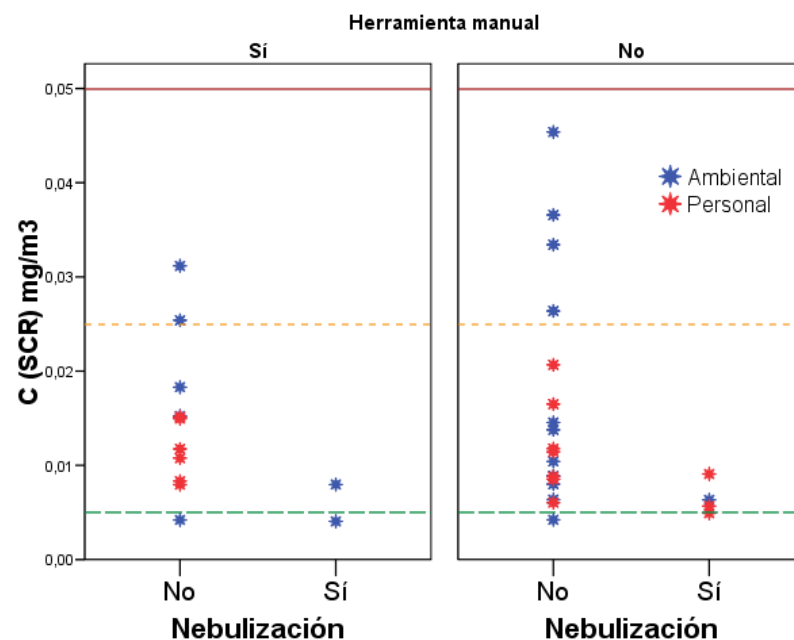 Herramienta manual
Sí
No
C (SCR) mg/m3
0,05
0,04
0,03
0,02
0,01
0,00
Ambiental
Personal
No
Sí
No
Sí
Nebulización
Nebulización